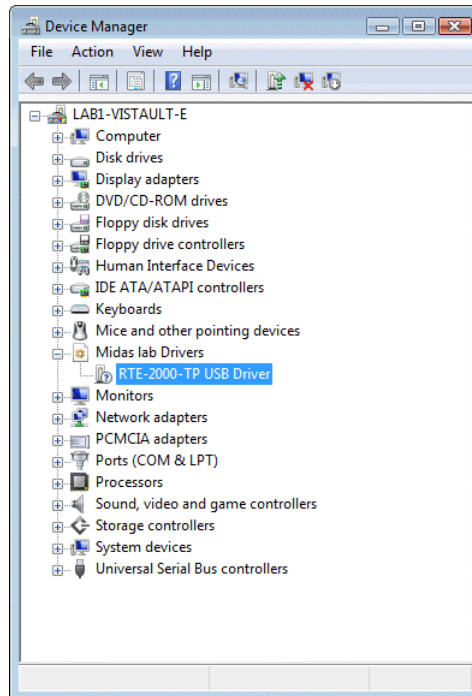 Device Manager
File Action View Help
LAB1-VISTAULT-E
Computer
Disk drives
Display adapters
DVD/CD-ROM drives
Floppy disk drives
Floppy drive controllers
Human Interface Devices
IDE ATA/ATAPI controllers
Keyboards
Mice and other pointing devices
Midas lab Drivers
RTE-2000-TP USB Driver
Monitors
Network adapters
PCMCIA adapters
Ports (COM & LPT)
Processors
Sound, video and game controllers
Storage controllers
System devices
Universal Serial Bus controllers